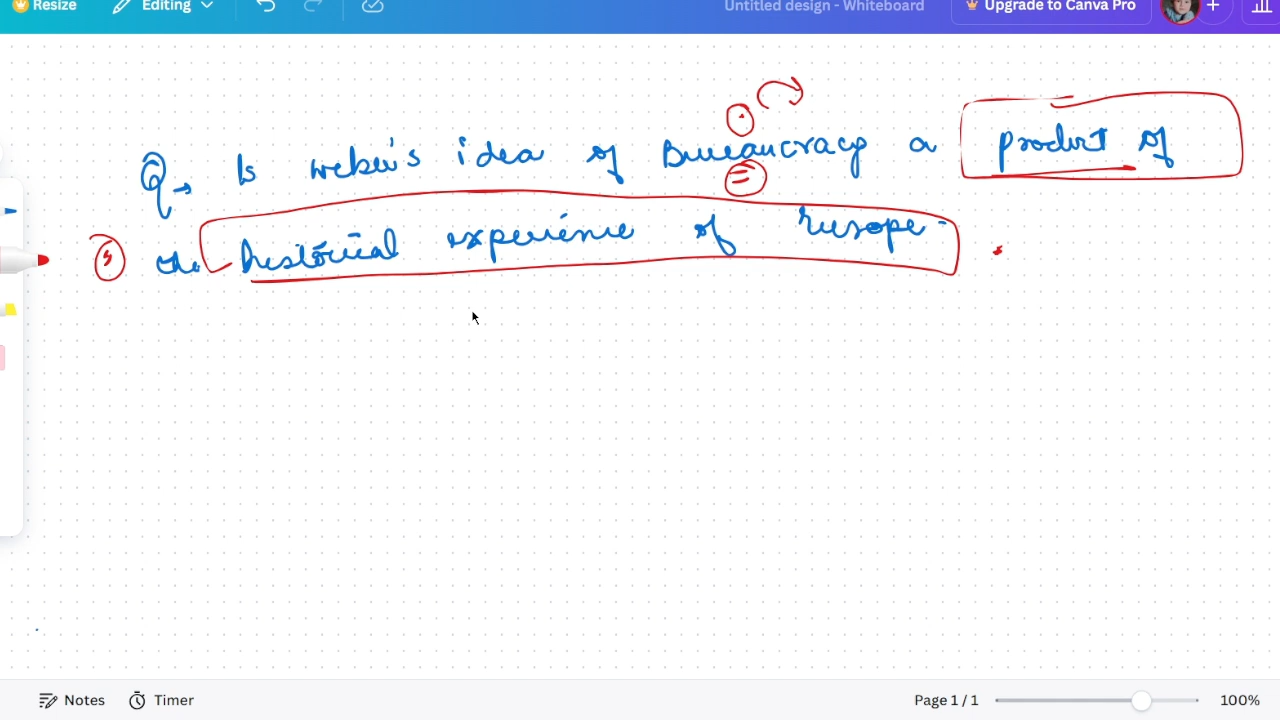 Resize Editing Untitled design - Whiteboard Upgrade to Canva Pro
Q→ Is weber's idea of Bureaucracy a product of
the historical experience of Europe.
Notes Timer Page 1 / 1 100%